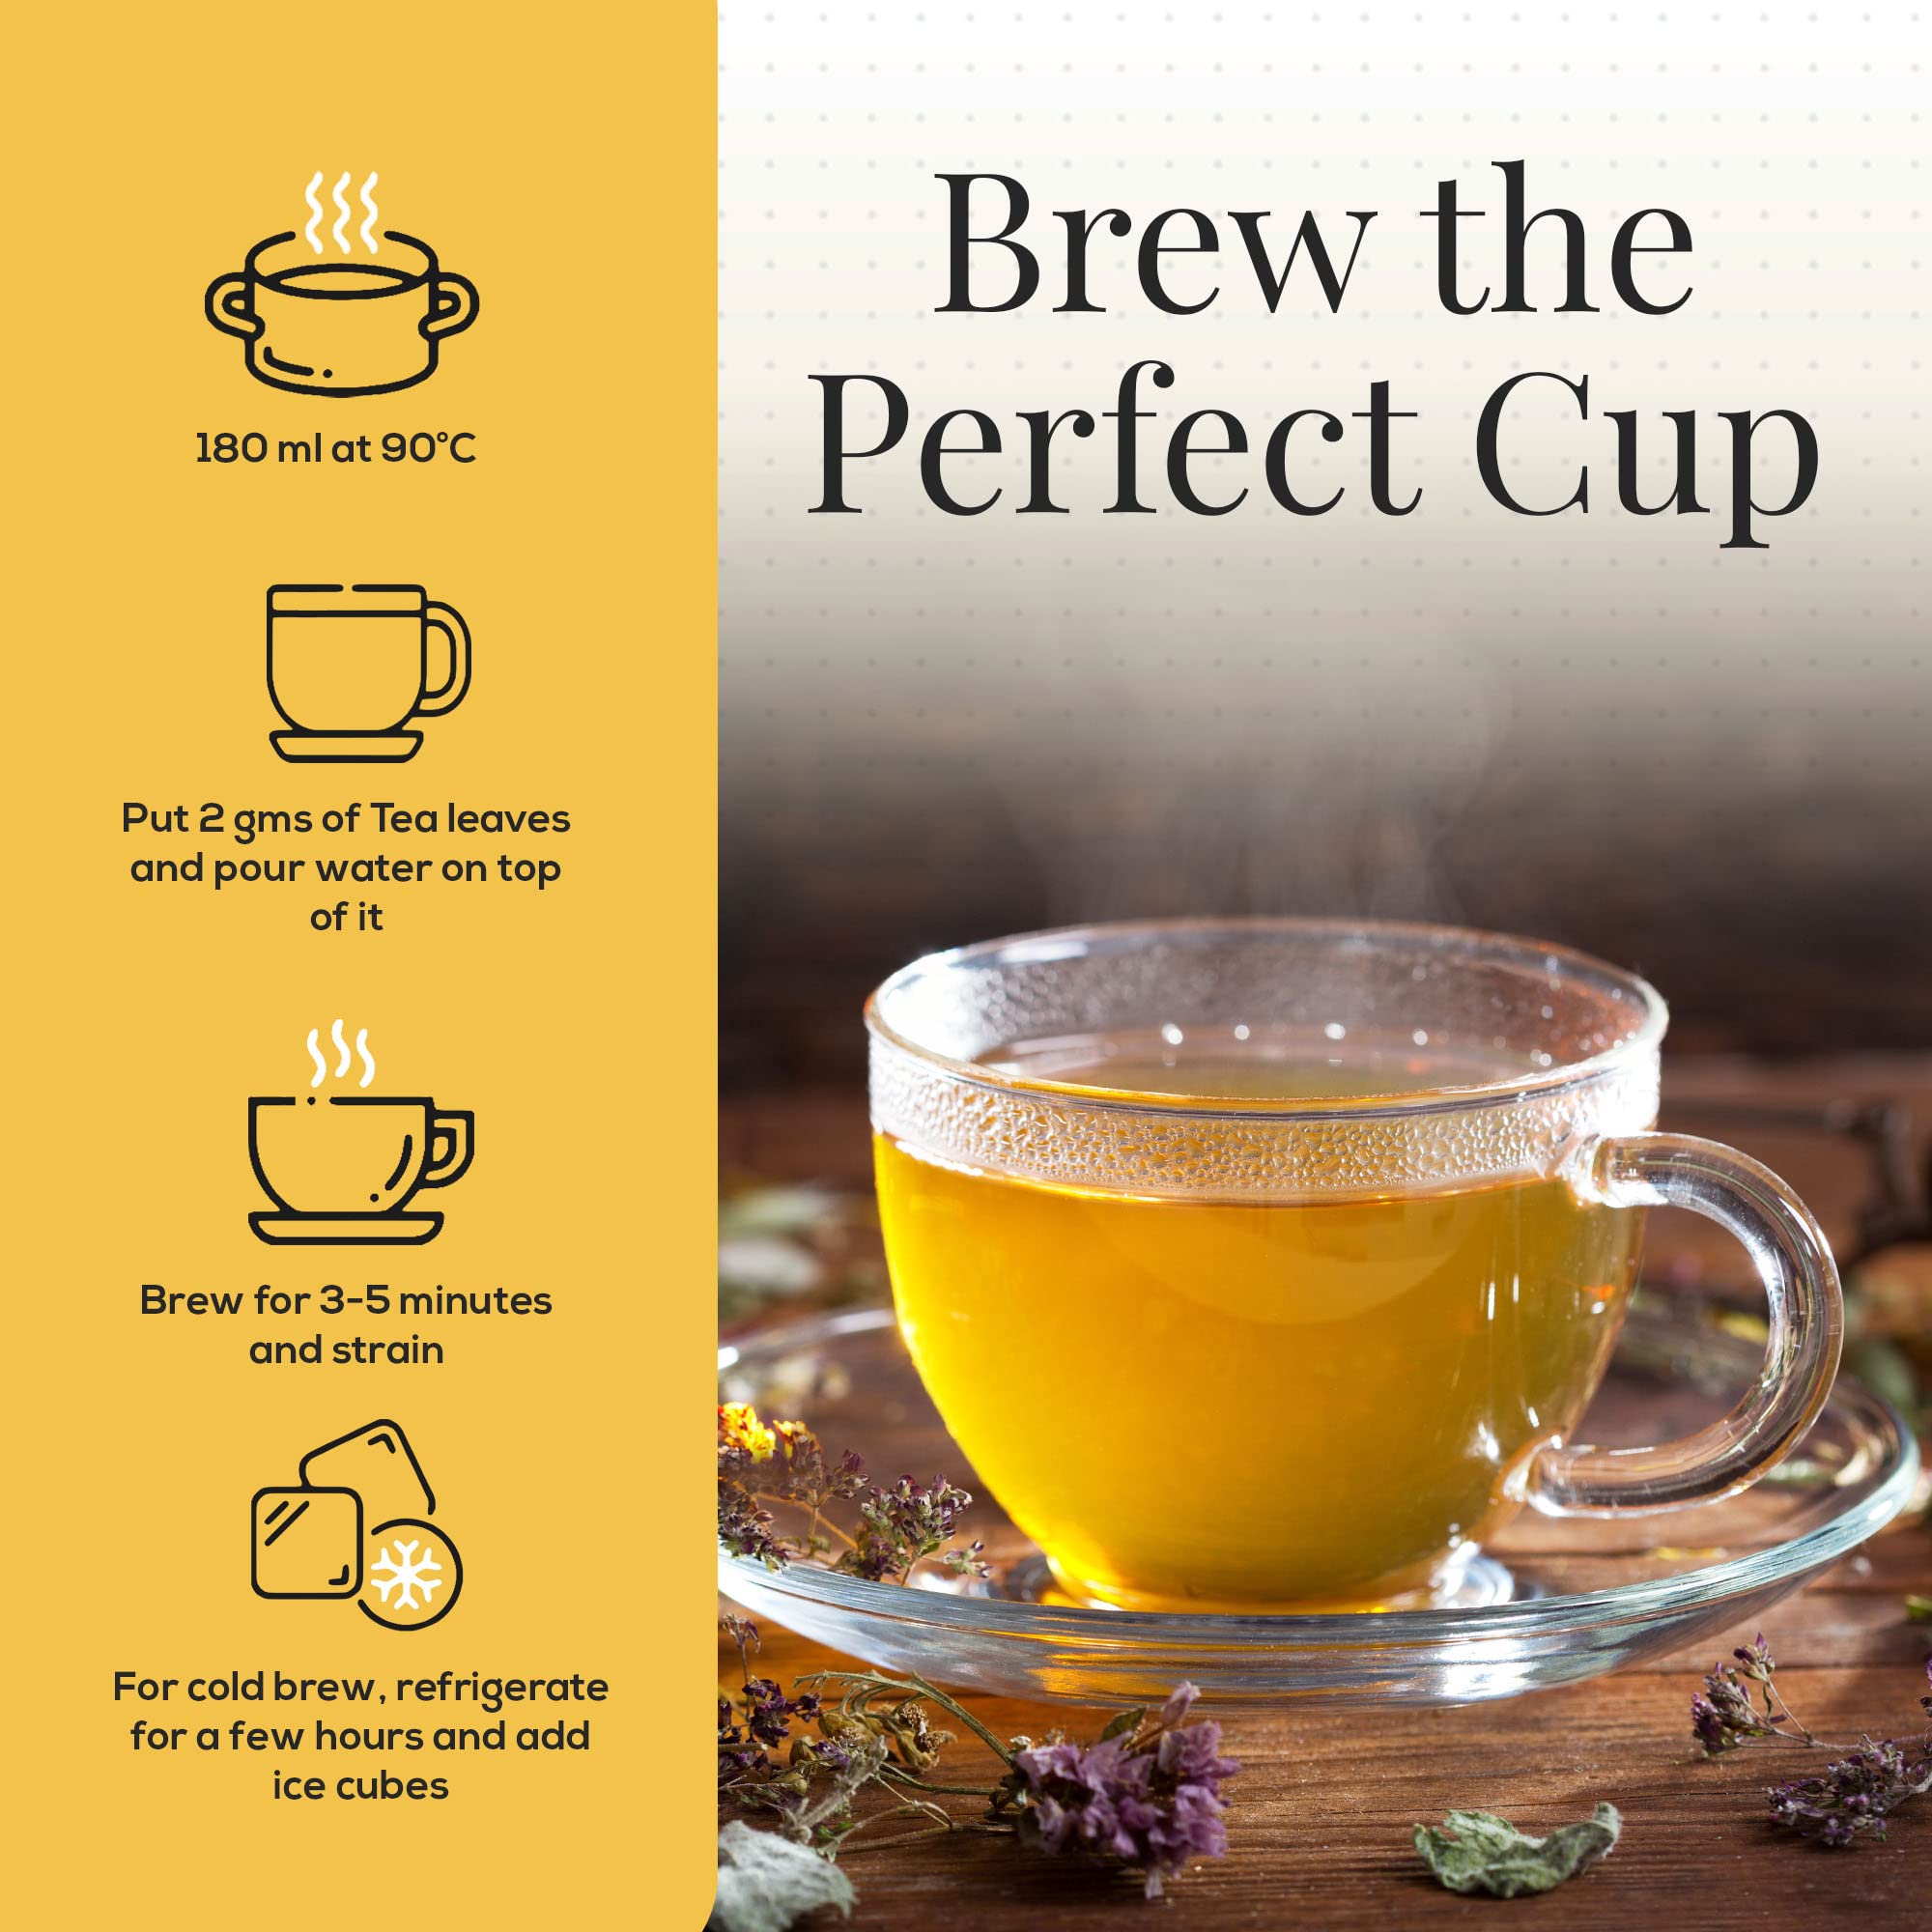 Brew the
Perfect Cup
180 ml at 90°C
Put 2 gms of Tea leaves
and pour water on top
of it
Brew for 3-5 minutes
and strain
For cold brew, refrigerate
for a few hours and add
ice cubes